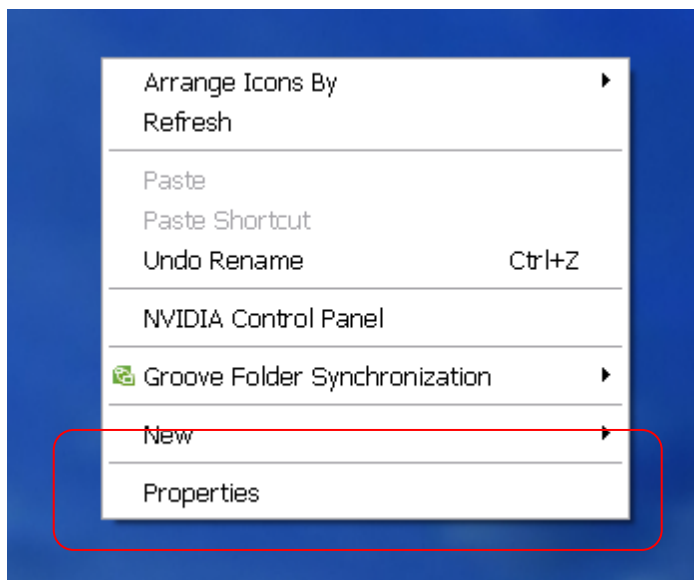 Arrange Icons By
Refresh
Paste
Paste Shortcut
Undo Rename Ctrl+Z
NVIDIA Control Panel
Groove Folder Synchronization
New
Properties